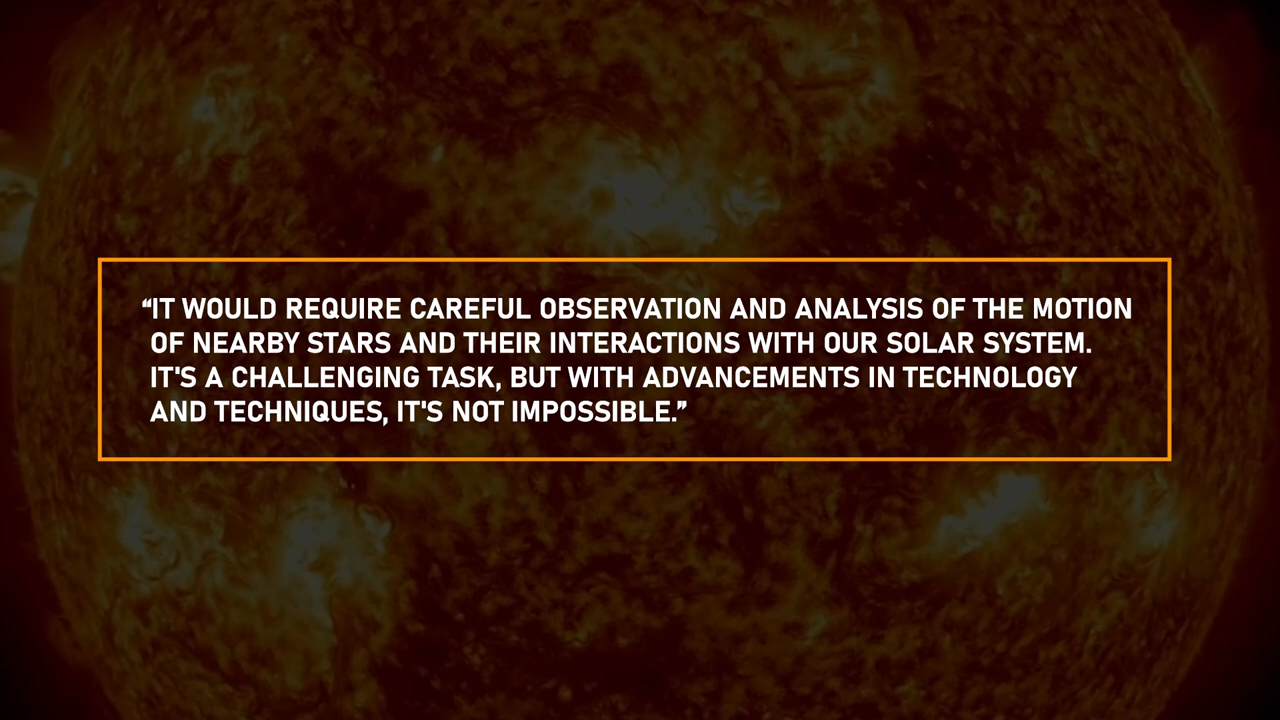 “IT WOULD REQUIRE CAREFUL OBSERVATION AND ANALYSIS OF THE MOTION
OF NEARBY STARS AND THEIR INTERACTIONS WITH OUR SOLAR SYSTEM.
IT'S A CHALLENGING TASK, BUT WITH ADVANCEMENTS IN TECHNOLOGY
AND TECHNIQUES, IT'S NOT IMPOSSIBLE.”